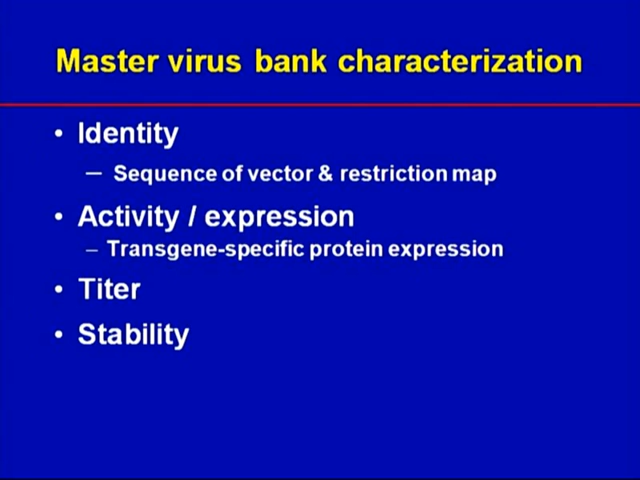 Master virus bank characterization
• Identity
– Sequence of vector & restriction map
• Activity / expression
– Transgene-specific protein expression
• Titer
• Stability